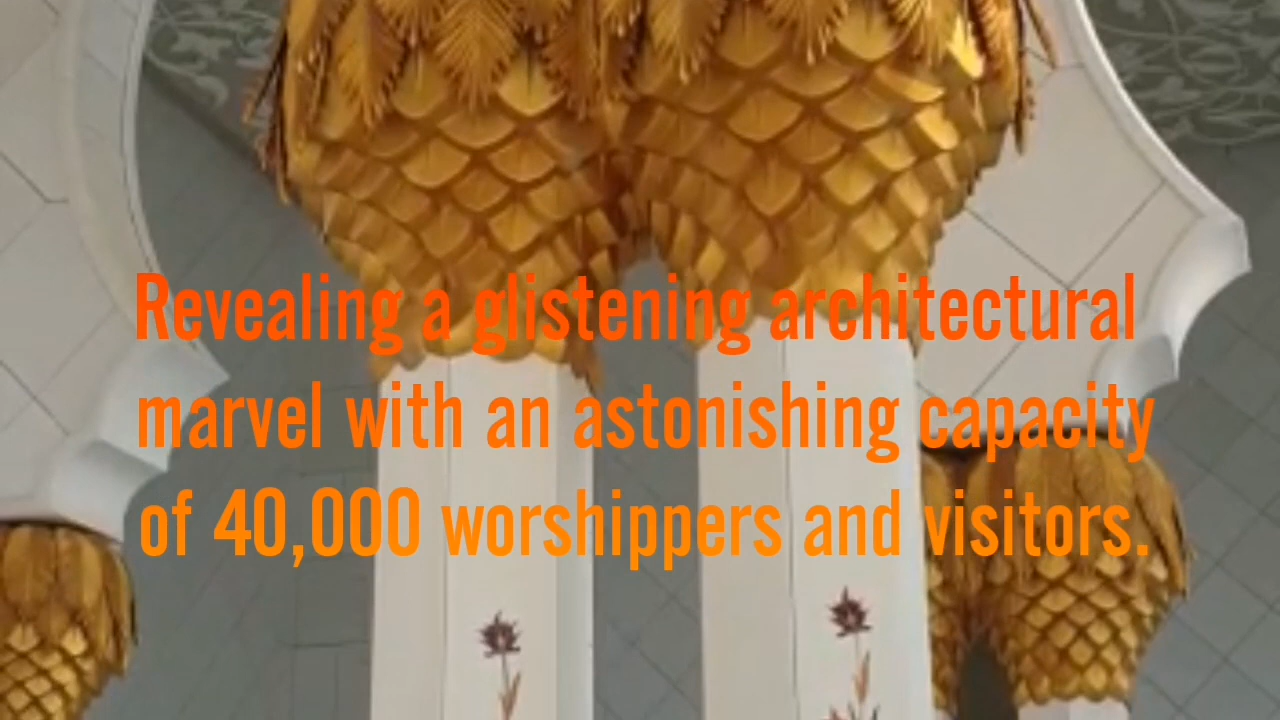 Revealing a glistening architectural
marvel with an astonishing capacity
of 40,000 worshippers and visitors.